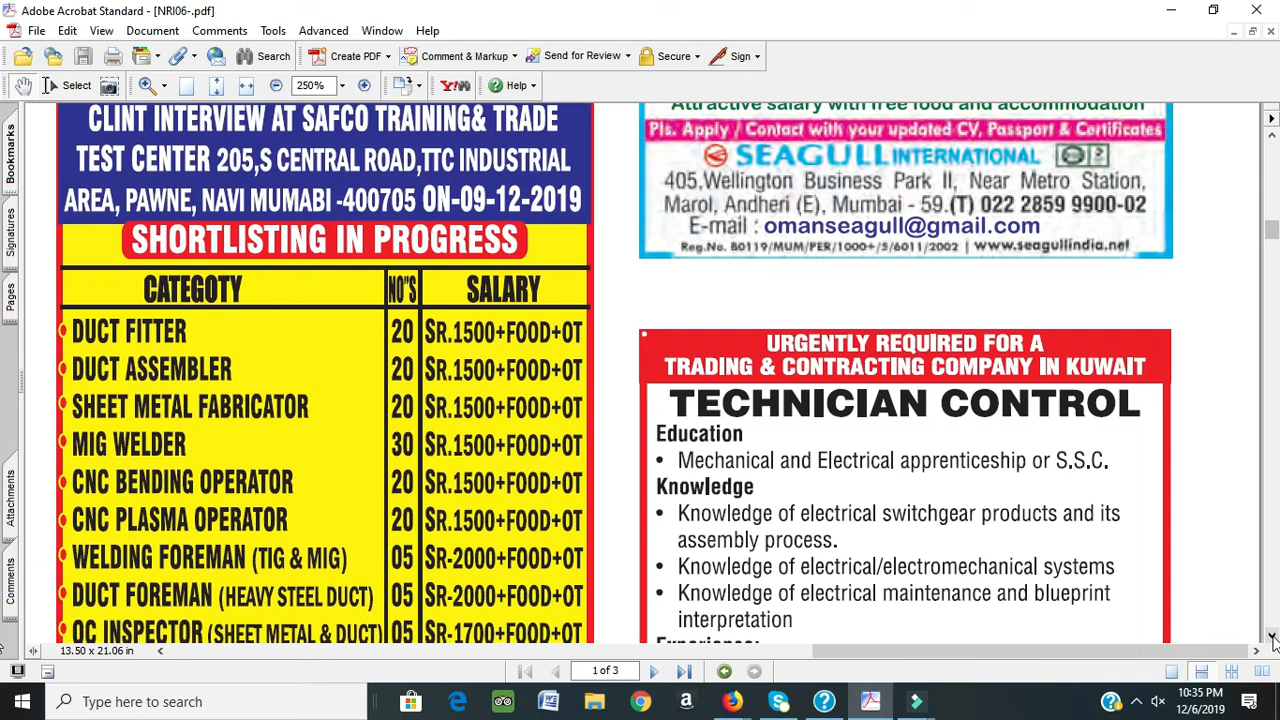 Adobe Acrobat Standard - [NRI06-.pdf]
File Edit View Document Comments Tools Advanced Window Help
Search Create PDF Comment & Markup Send for Review Secure Sign
Select 250% Y! Help
Bookmarks
Signatures
Pages
Attachments
Comments
CLINT INTERVIEW AT SAFCO TRAINING& TRADE
TEST CENTER 205,S CENTRAL ROAD,TTC INDUSTRIAL
AREA, PAWNE, NAVI MUMABI -400705 ON-09-12-2019
SHORTLISTING IN PROGRESS
CATEGOTY NO"S SALARY
• DUCT FITTER 20 SR.1500+FOOD+OT
• DUCT ASSEMBLER 20 SR.1500+FOOD+OT
• SHEET METAL FABRICATOR 20 SR.1500+FOOD+OT
• MIG WELDER 30 SR.1500+FOOD+OT
• CNC BENDING OPERATOR 20 SR.1500+FOOD+OT
• CNC PLASMA OPERATOR 20 SR.1500+FOOD+OT
• WELDING FOREMAN (TIG & MIG) 05 SR-2000+FOOD+OT
• DUCT FOREMAN (HEAVY STEEL DUCT) 05 SR-2000+FOOD+OT
QC INSPECTOR (SHEET METAL & DUCT) 05 SR-1700+FOOD+OT
Attractive salary with free food and accommodation
Pls. Apply / Contact with your updated CV, Passport & Certificates
SEAGULL INTERNATIONAL
405,Wellington Business Park II, Near Metro Station,
Marol, Andheri (E), Mumbai - 59.(T) 022 2859 9900-02
E-mail : omanseagull@gmail.com
Reg.No. B0119/MUM/PER/1000+/5/6011/2002 | www.seagullindia.net
URGENTLY REQUIRED FOR A
TRADING & CONTRACTING COMPANY IN KUWAIT
TECHNICIAN CONTROL
Education
• Mechanical and Electrical apprenticeship or S.S.C.
Knowledge
• Knowledge of electrical switchgear products and its
assembly process.
• Knowledge of electrical/electromechanical systems
• Knowledge of electrical maintenance and blueprint
interpretation
Experience:
13.50 x 21.06 in
1 of 3
Type here to search
10:35 PM
12/6/2019